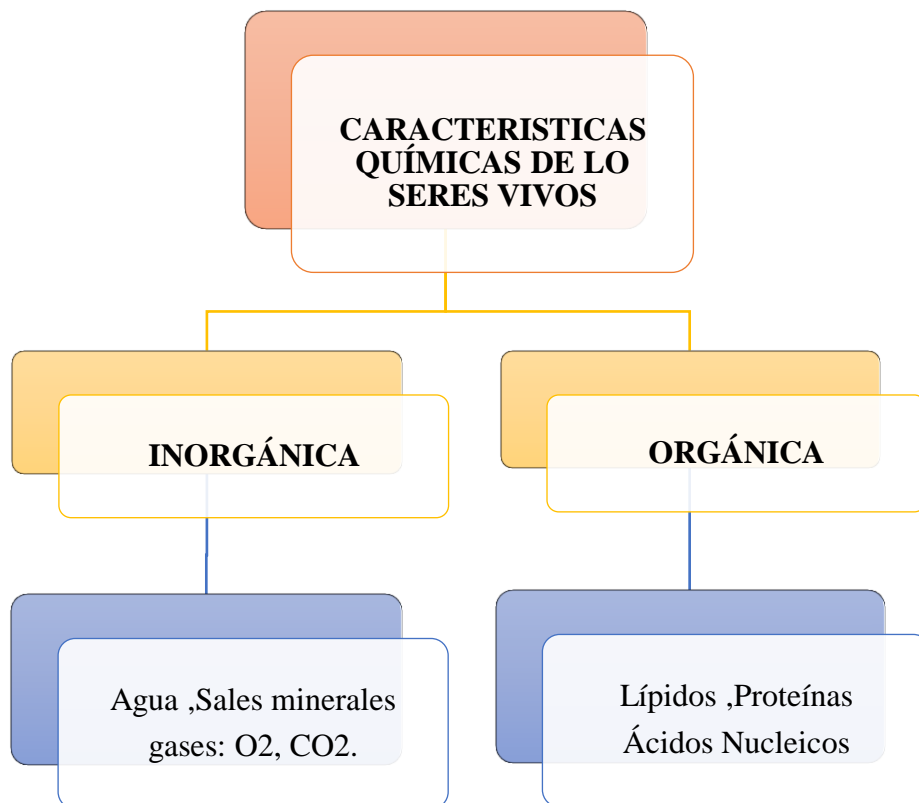 CARACTERISTICAS
QUÍMICAS DE LO
SERES VIVOS
INORGÁNICA
ORGÁNICA
Agua ,Sales minerales
gases: O2, CO2.
Lípidos ,Proteínas
Ácidos Nucleicos